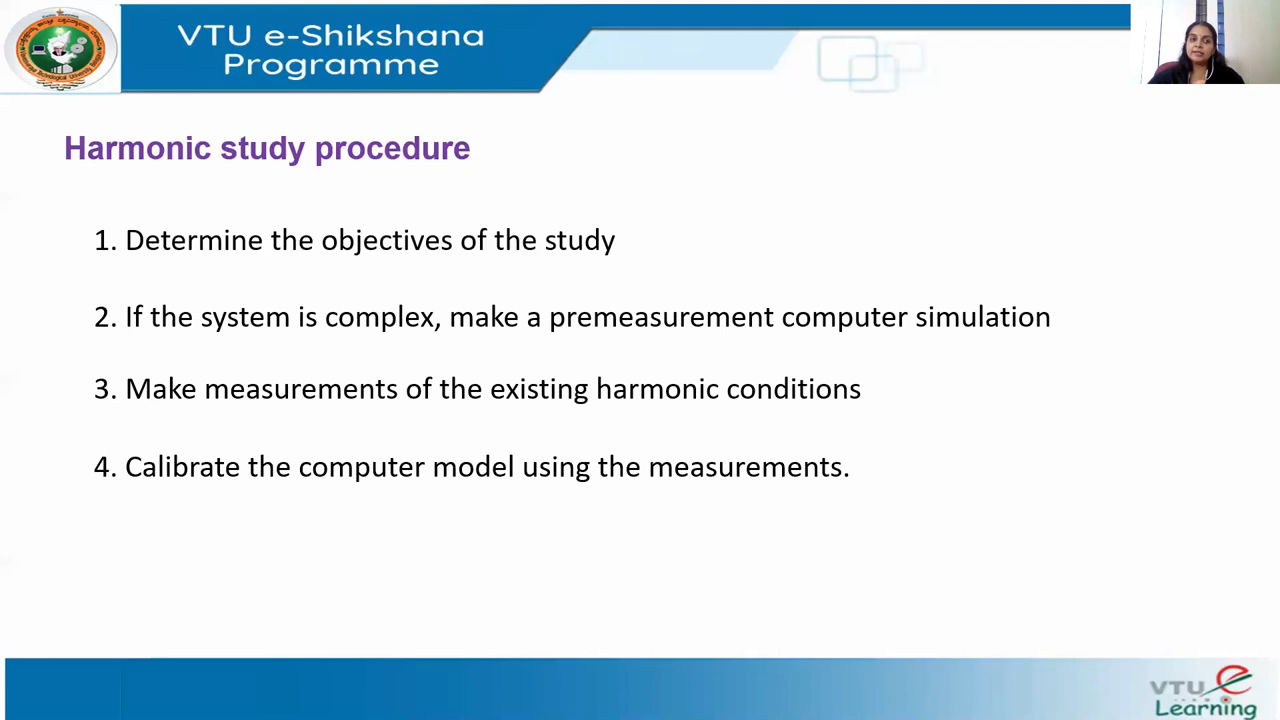 VTU e-Shikshana
Programme
Harmonic study procedure
1. Determine the objectives of the study
2. If the system is complex, make a premeasurement computer simulation
3. Make measurements of the existing harmonic conditions
4. Calibrate the computer model using the measurements.
VTU e
Learning